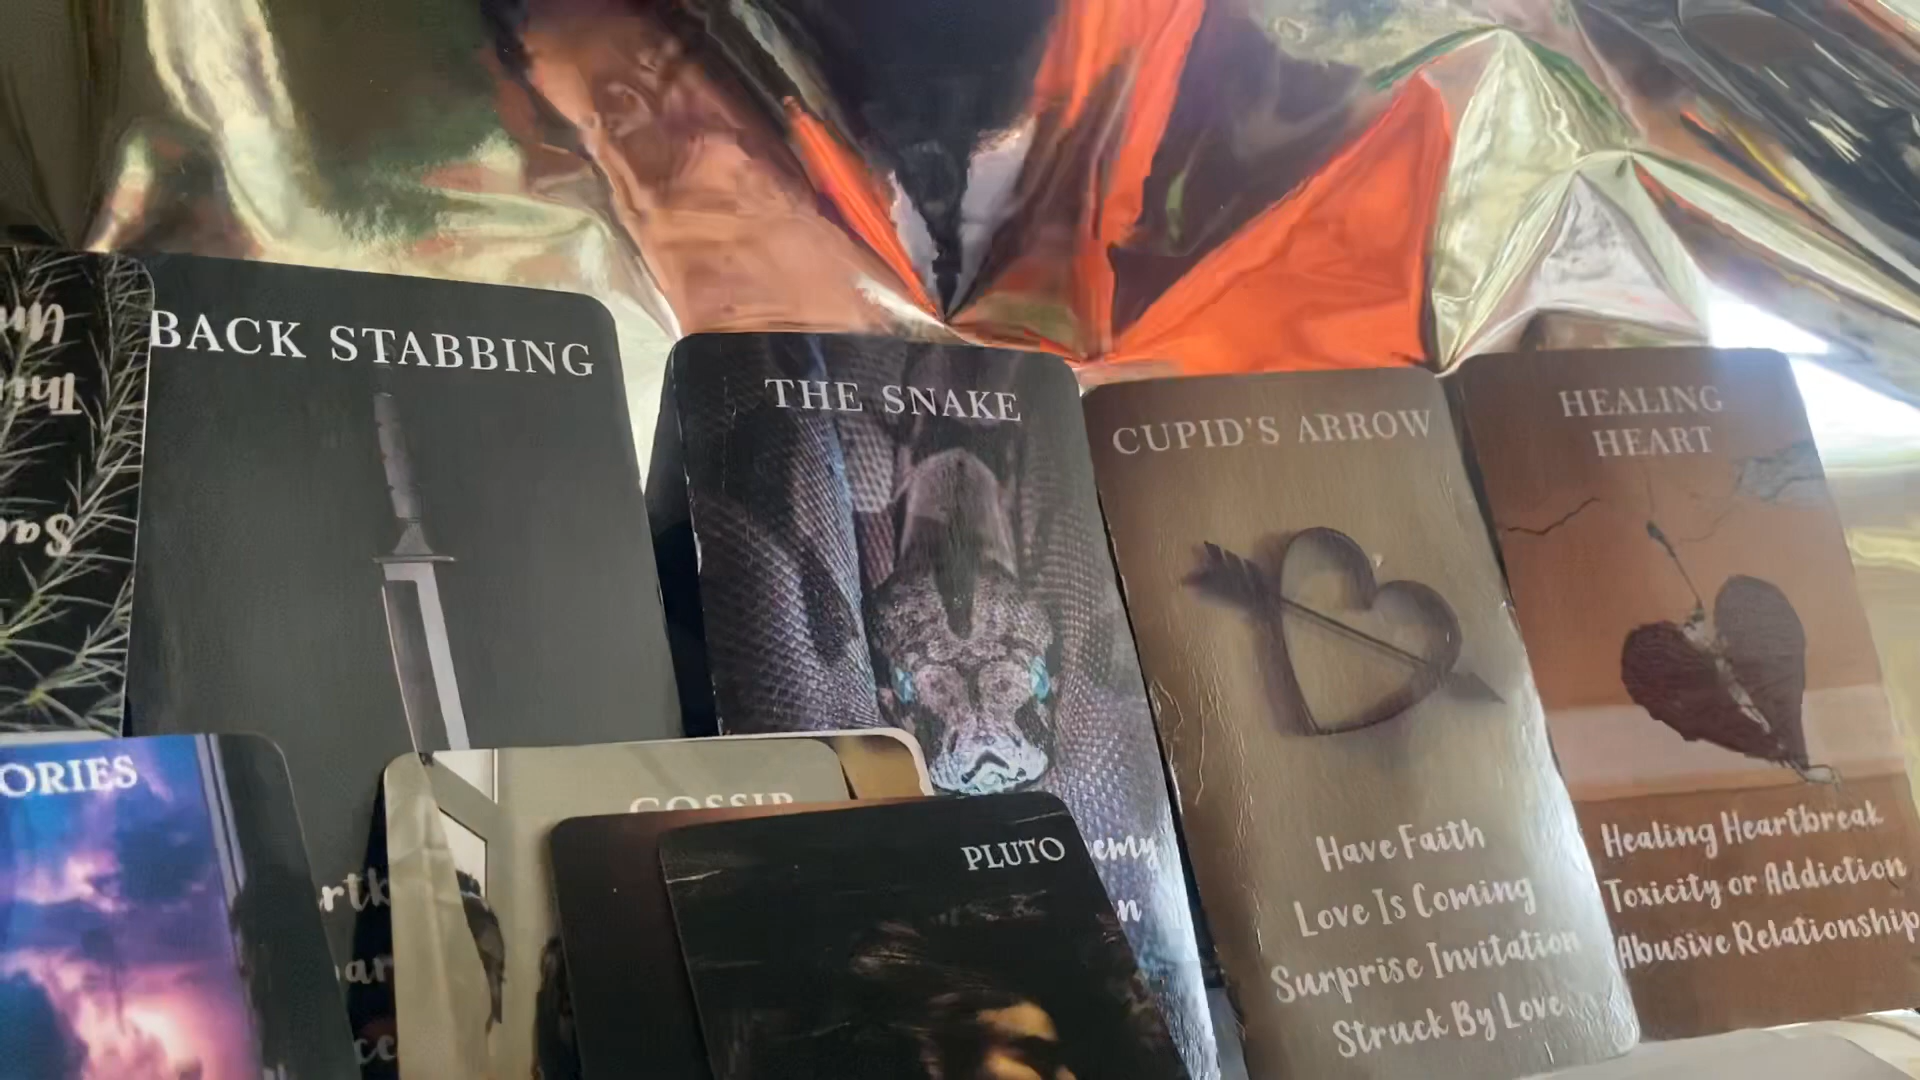 BACK STABBING
THE SNAKE
CUPID'S ARROW
Have Faith
Love Is Coming
Surprise Invitation
Struck By Love
HEALING
HEART
Healing Heartbreak
Toxicity or Addiction
Abusive Relationship
GOSSIP
PLUTO